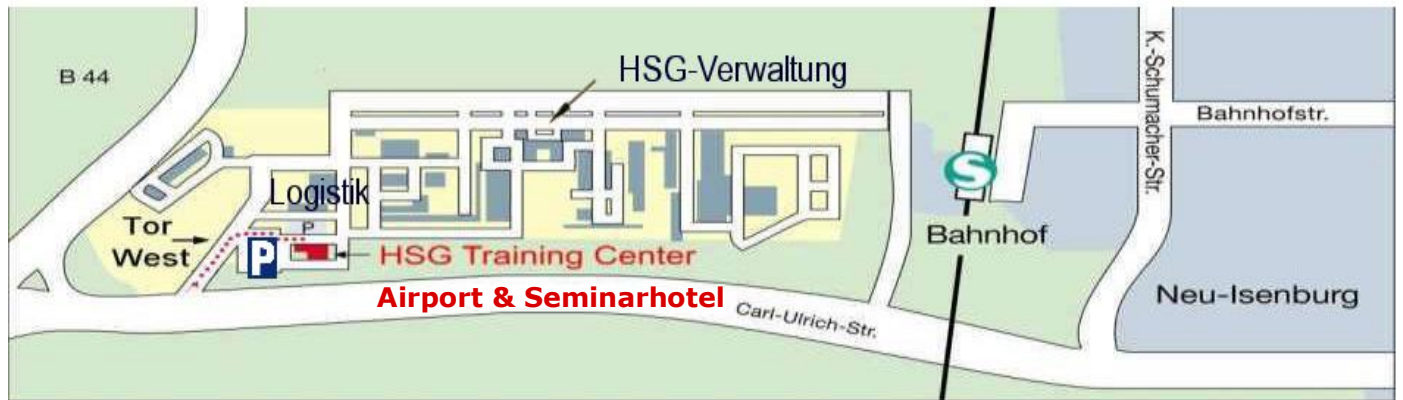 B 44
HSG-Verwaltung
K.-Schumacher-Str.
Bahnhofstr.
S
Logistik
Tor
West
P
P
Bahnhof
HSG Training Center
Airport & Seminarhotel
Carl-Ulrich-Str.
Neu-Isenburg